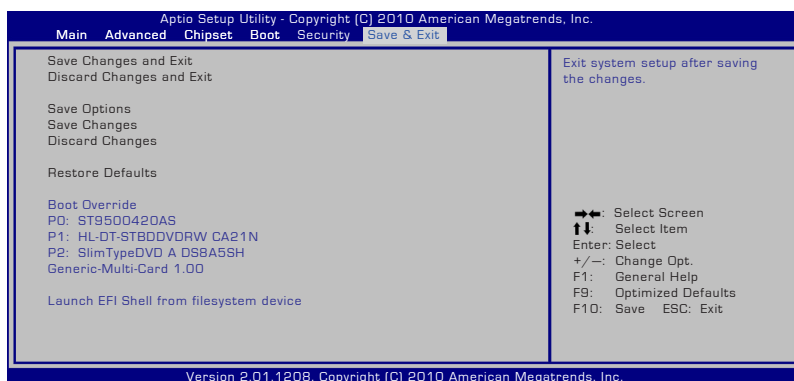 Aptio Setup Utility - Copyright (C) 2010 American Megatrends, Inc.
Main Advanced Chipset Boot Security Save & Exit
Save Changes and Exit
Discard Changes and Exit
Save Options
Save Changes
Discard Changes
Restore Defaults
Boot Override
P0: ST9500420AS
P1: HL-DT-STBDDVDRW CA21N
P2: SlimTypeDVD A DS8A5SH
Generic-Multi-Card 1.00
Launch EFI Shell from filesystem device
Exit system setup after saving
the changes.
→←: Select Screen
↑↓: Select Item
Enter: Select
+/—: Change Opt.
F1: General Help
F9: Optimized Defaults
F10: Save ESC: Exit
Version 2.01.1208. Copyright (C) 2010 American Megatrends, Inc.